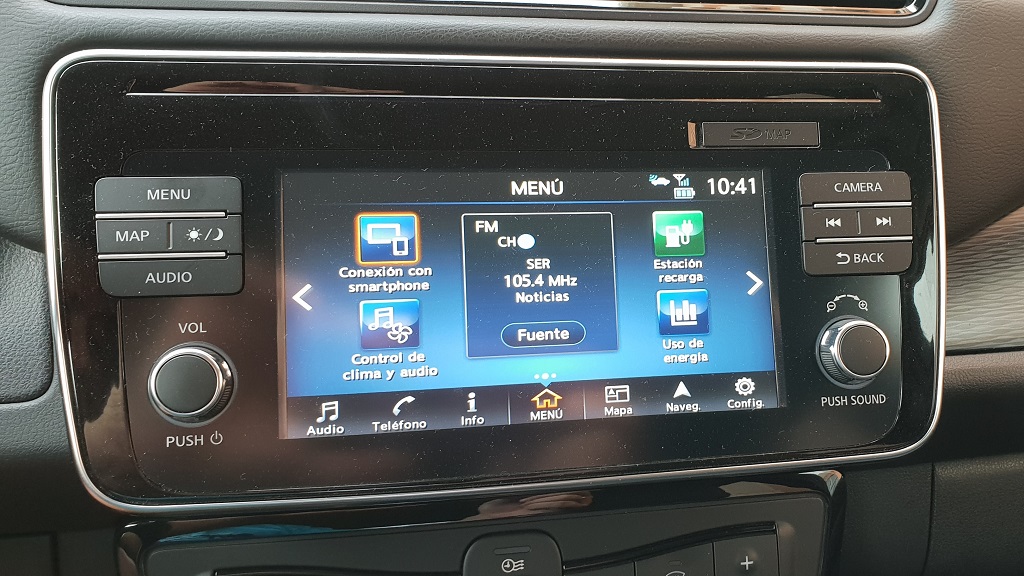 SD MAP
MENU
MAP
AUDIO
VOL
PUSH
MENÚ
10:41
Conexión con
smartphone
Control de
clima y audio
FM
CH
SER
105.4 MHz
Noticias
Fuente
Estación
recarga
Uso de
energía
Audio
Teléfono
Info
MENÚ
Mapa
Naveg.
Config.
CAMERA
BACK
PUSH SOUND